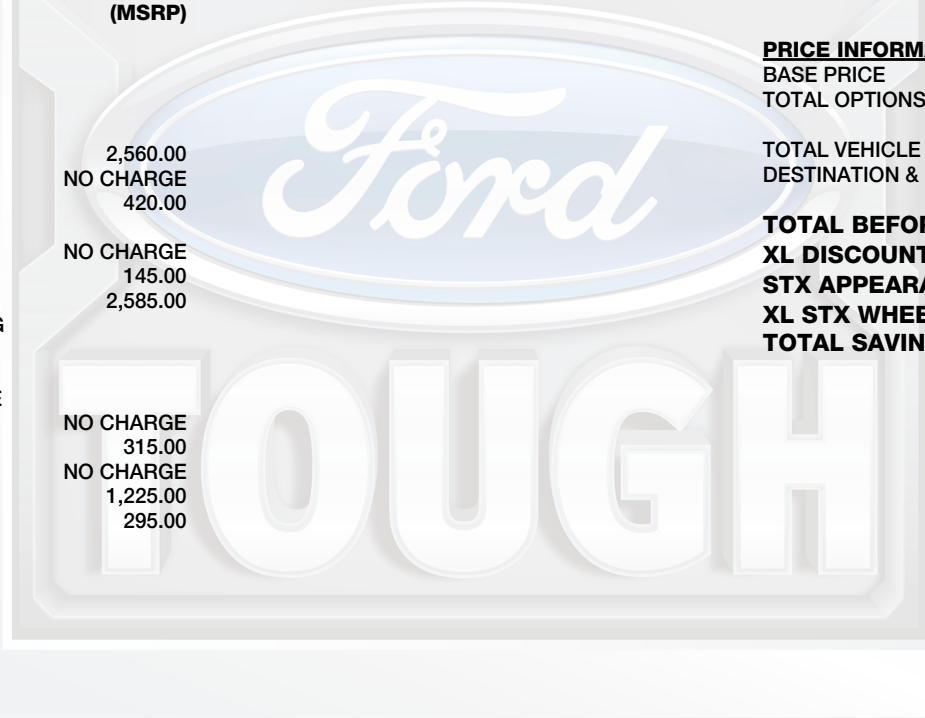 (MSRP)
2,560.00
NO CHARGE
420.00
NO CHARGE
145.00
2,585.00
NO CHARGE
315.00
NO CHARGE
1,225.00
295.00
PRICE INFORM
BASE PRICE
TOTAL OPTIONS
TOTAL VEHICLE
DESTINATION &
TOTAL BEFOR
XL DISCOUNT
STX APPEARA
XL STX WHEE
TOTAL SAVIN
Ford
TOUGH